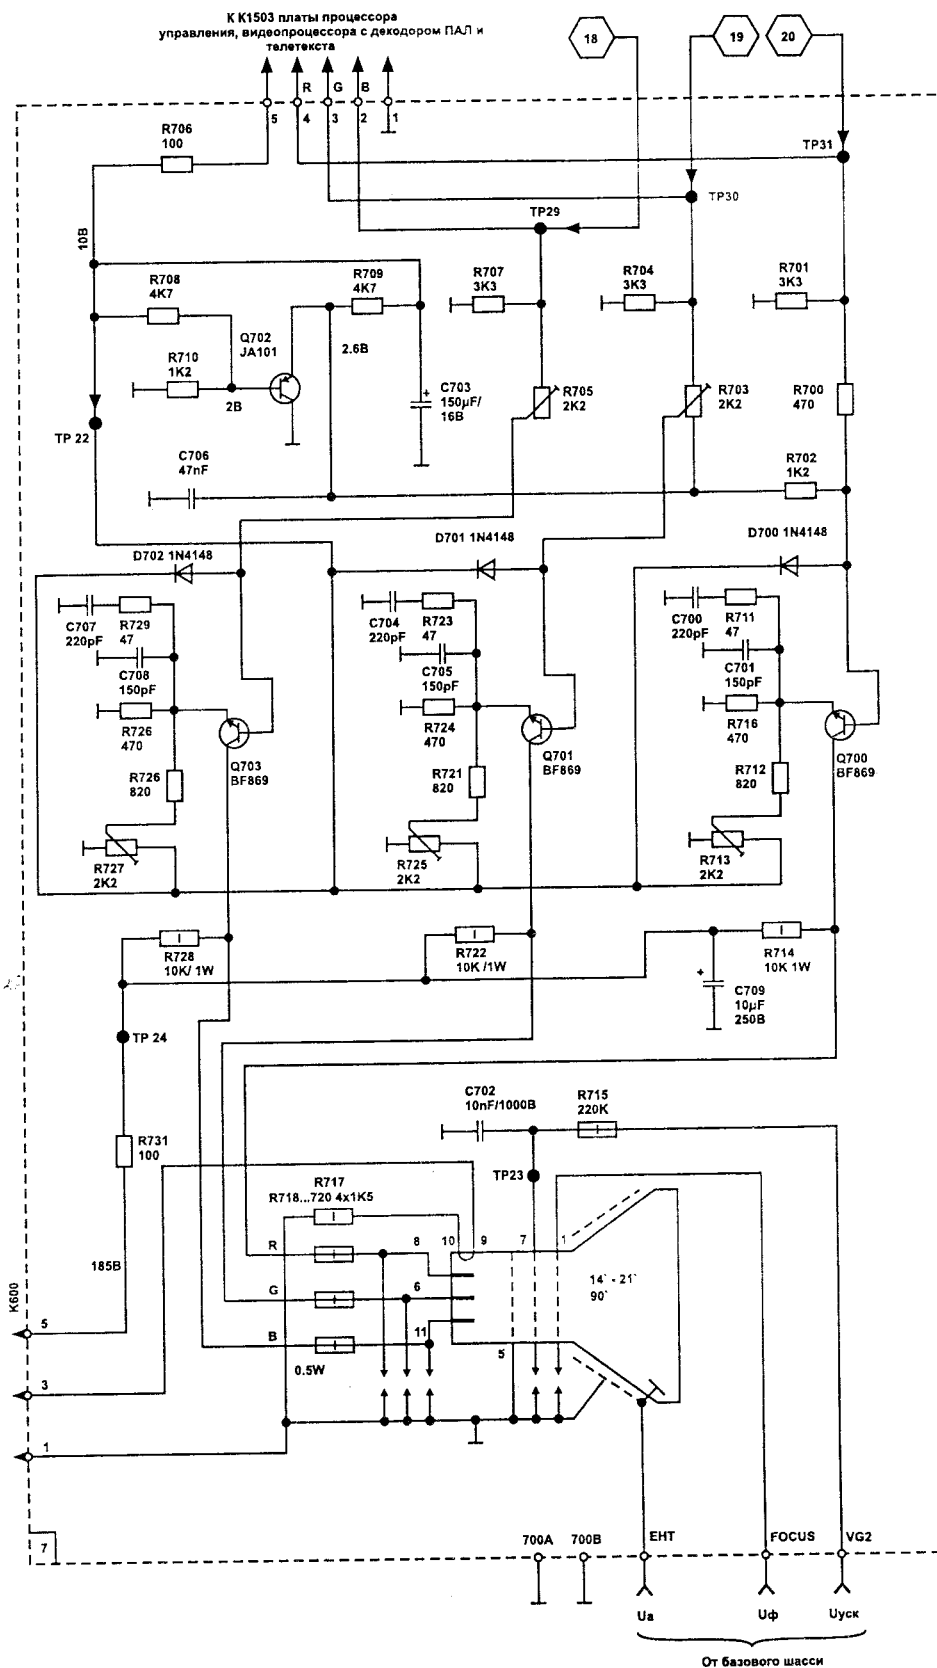 К К1503 платы процессора
управления, видеопроцессора с декодором ПАЛ и
телетекста
18
19
20
R
G
B
5
4
3
2
1
R706
100
TP31
TP30
TP29
10В
R708
4K7
R709
4K7
R707
3K3
R704
3K3
R701
3K3
Q702
JA101
2.6В
R710
1K2
2В
C703
150µF/
16В
R705
2K2
R703
2K2
R700
470
TP 22
C706
47nF
R702
1K2
D702 1N4148
D701 1N4148
D700 1N4148
C707
220pF
R729
47
C704
220pF
R723
47
C700
220pF
R711
47
C708
150pF
C705
150pF
C701
150pF
R726
470
R724
470
R716
470
Q703
BF869
Q701
BF869
Q700
BF869
R726
820
R721
820
R712
820
R727
2K2
R725
2K2
R713
2K2
R728
10K/ 1W
R722
10K /1W
R714
10K 1W
C709
10µF
250В
TP 24
C702
10nF/1000В
R715
220K
R731
100
TP23
R717
R718...720 4x1K5
R
8
10
9
7
1
185В
14` - 21`
90`
G
6
K600
5
B
11
5
0.5W
3
1
7
700A
700B
EHT
FOCUS
VG2
Uа
Uф
Uуск
От базового шасси